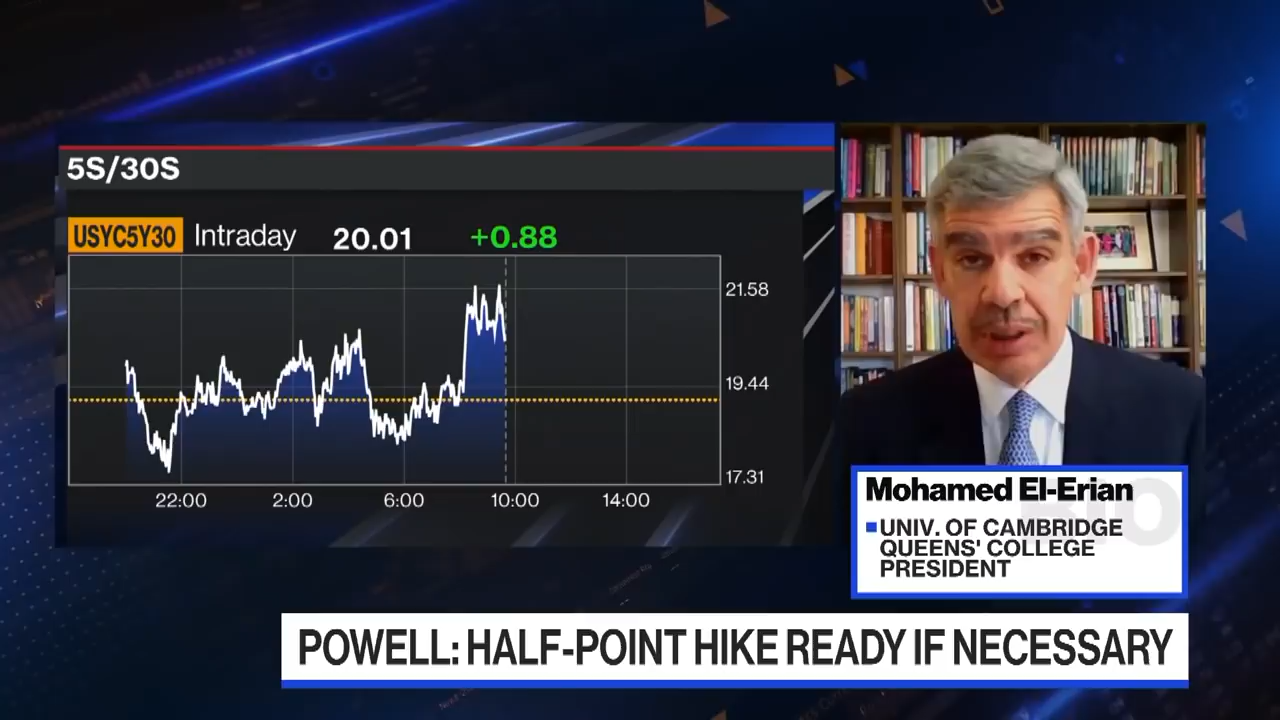 5S/30S
USYC5Y30 Intraday 20.01 +0.88
21.58
19.44
17.31
22:00 2:00 6:00 10:00 14:00
Mohamed El-Erian
UNIV. OF CAMBRIDGE
QUEENS' COLLEGE
PRESIDENT
POWELL: HALF-POINT HIKE READY IF NECESSARY